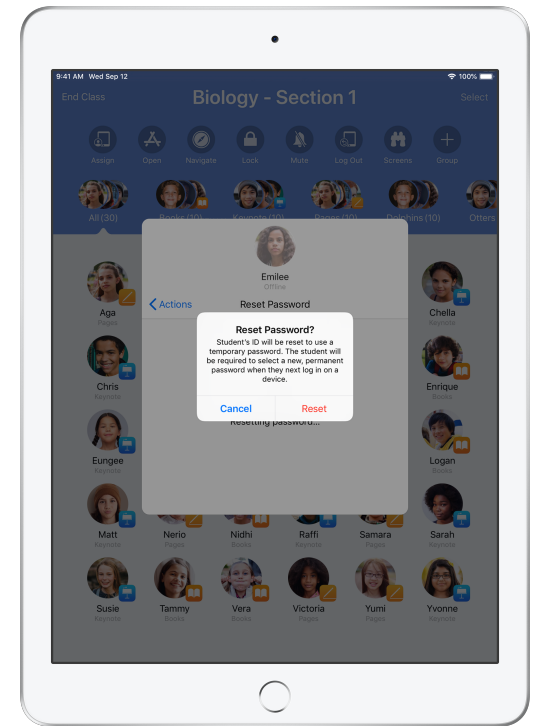 9:41 AM Wed Sep 12
100%
End Class
Biology - Section 1
Select
Assign
Open
Navigate
Lock
Mute
Log Out
Screens
Group
All (30)
Books (10)
Keynote (10)
Pages (10)
Dolphins (10)
Otters
Emilee
Offline
Actions
Reset Password
Reset Password?
Student's ID will be reset to use a
temporary password. The student will
be required to select a new, permanent
password when they next log in on a
device.
Cancel
Reset
Resetting password...
Aga
Pages
Chella
Keynote
Chris
Keynote
Enrique
Books
Eungee
Keynote
Logan
Books
Matt
Keynote
Nerio
Pages
Nidhi
Books
Raffi
Keynote
Samara
Pages
Sarah
Keynote
Susie
Keynote
Tammy
Books
Vera
Books
Victoria
Pages
Yumi
Pages
Yvonne
Keynote